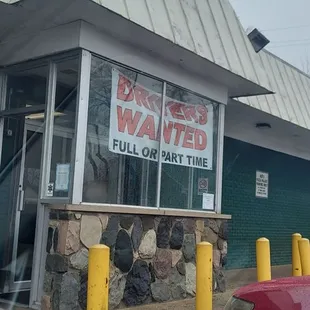 DRIVERS
WANTED
FULL OR PART TIME